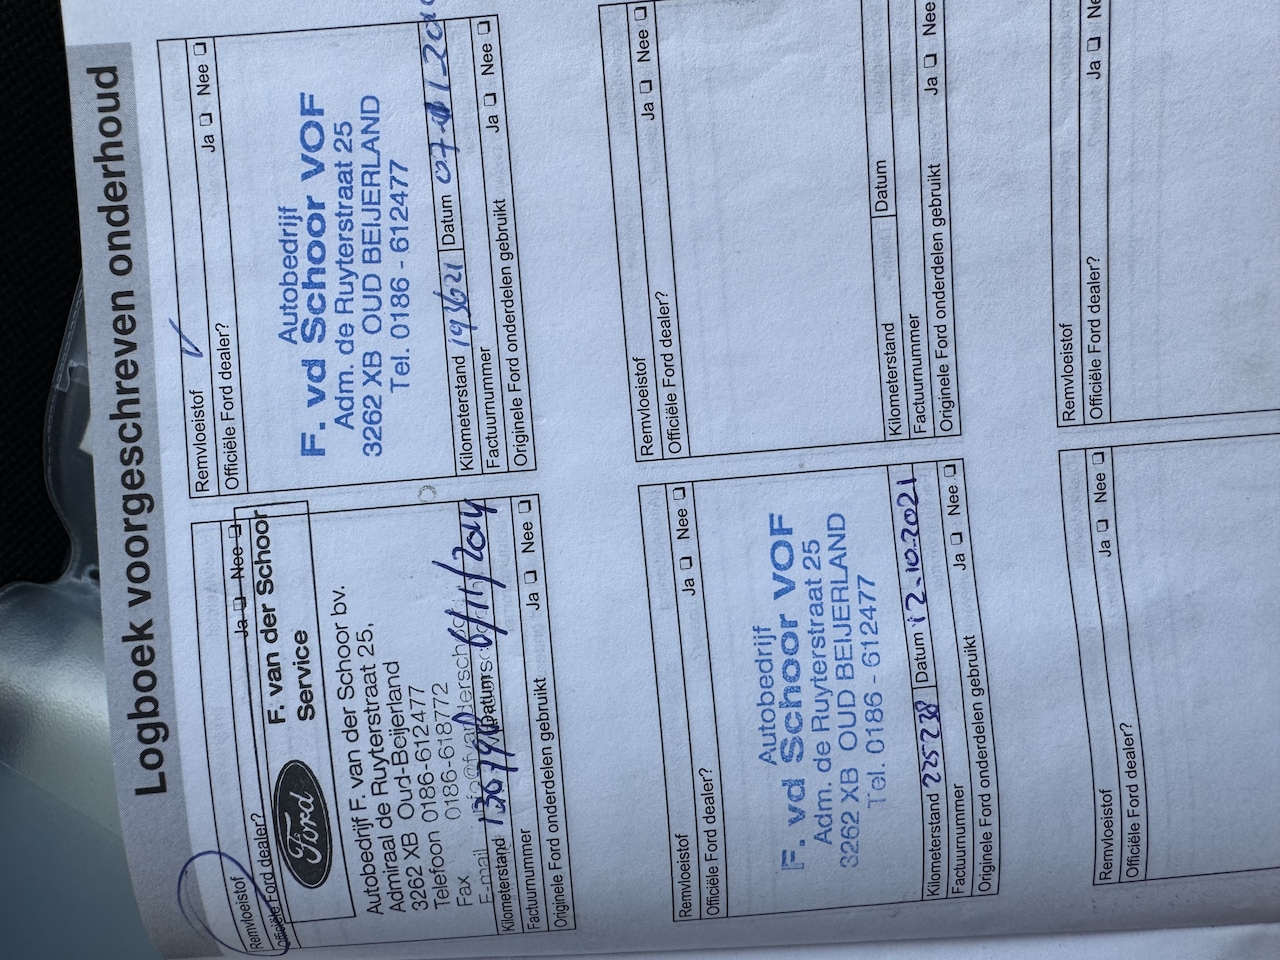 Logboek voorgeschreven onderhoud
Remvloeistof
Officiële Ford dealer? Ja ❏ Nee ❏
Ford
F. van der Schoor
Service
Autobedrijf F. van der Schoor bv.
Admiraal de Ruyterstraat 25,
3262 XB Oud-Beijerland
Telefoon 0186-612477
Fax 0186-618772
E-mail
Kilometerstand Datum 6/11/2014
Factuurnummer
Originele Ford onderdelen gebruikt Ja ❏ Nee ❏
Remvloeistof ✓
Officiële Ford dealer? Ja ❏ Nee ❏
Autobedrijf
F. vd Schoor VOF
Adm. de Ruyterstraat 25
3262 XB OUD BEIJERLAND
Tel. 0186 - 612477
Kilometerstand 193621 Datum
Factuurnummer
Originele Ford onderdelen gebruikt Ja ❏ Nee ❏
Remvloeistof
Officiële Ford dealer? Ja ❏ Nee ❏
Autobedrijf
F. vd Schoor VOF
Adm. de Ruyterstraat 25
3262 XB OUD BEIJERLAND
Tel. 0186 - 612477
Kilometerstand 225238 Datum 12-10-2021
Factuurnummer
Originele Ford onderdelen gebruikt Ja ❏ Nee ❏
Remvloeistof
Officiële Ford dealer? Ja ❏ Nee ❏
Kilometerstand Datum
Factuurnummer
Originele Ford onderdelen gebruikt Ja ❏ Nee
Remvloeistof
Officiële Ford dealer? Ja ❏ Nee ❏
Remvloeistof
Officiële Ford dealer? Ja ❏ Ne